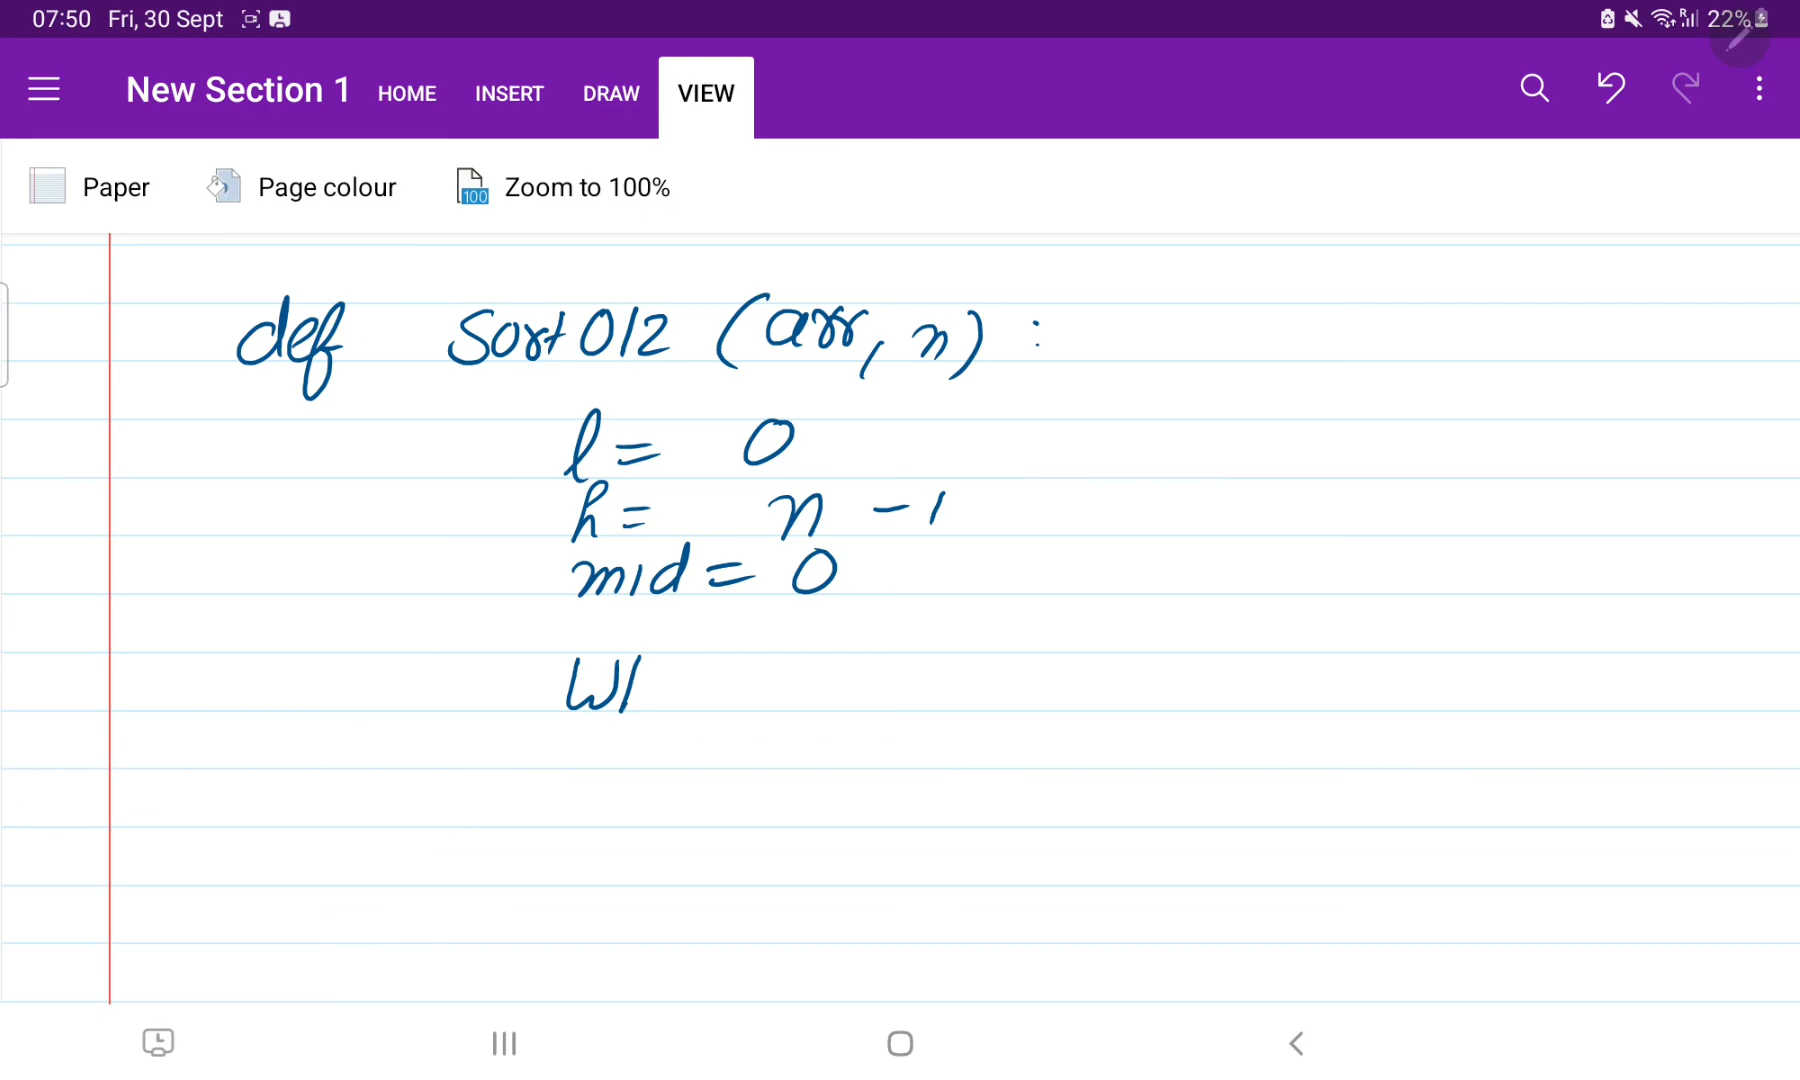 07:50 Fri, 30 Sept 22%
New Section 1 HOME INSERT DRAW VIEW
Paper Page colour 100 Zoom to 100%
def Sort012 (arr, n) :
l = 0
h = n - 1
mid = 0
W